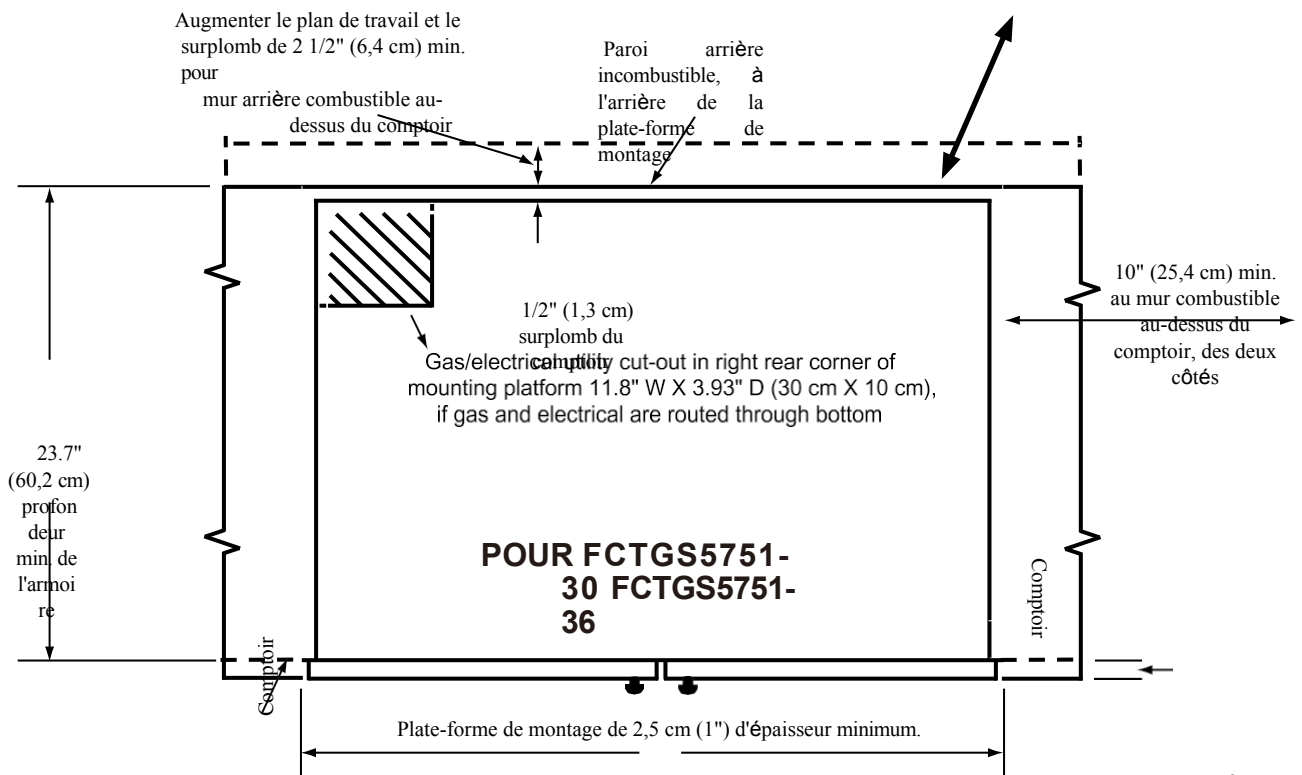 Augmenter le plan de travail et le
surplomb de 2 1/2" (6,4 cm) min.
pour
mur arrière combustible au-
dessus du comptoir
Paroi arrière
incombustible, à
l'arrière de la
plate-forme de
montage
10" (25,4 cm) min.
au mur combustible
au-dessus du
comptoir, des deux
côtés
1/2" (1,3 cm)
surplomb du
comptoir
Gas/electrical utility cut-out in right rear corner of
mounting platform 11.8" W X 3.93" D (30 cm X 10 cm),
if gas and electrical are routed through bottom
23.7"
(60,2 cm)
profon
deur
min. de
l'armoi
re
POUR FCTGS5751-
30 FCTGS5751-
36
Comptoir
Comptoir
Plate-forme de montage de 2,5 cm (1") d'épaisseur minimum.